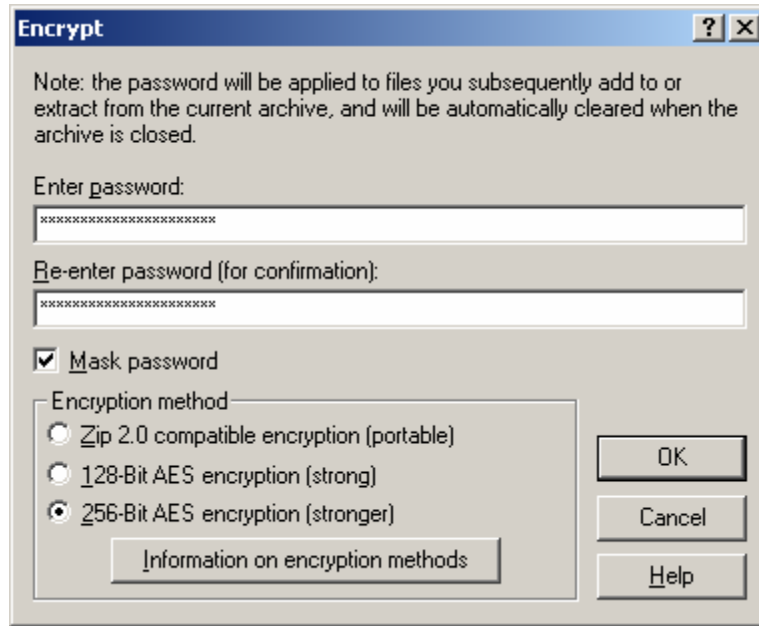 Encrypt
Note: the password will be applied to files you subsequently add to or
extract from the current archive, and will be automatically cleared when the
archive is closed.
Enter password:
**********************
Re-enter password (for confirmation):
**********************
Mask password
Encryption method
Zip 2.0 compatible encryption (portable)
128-Bit AES encryption (strong)
256-Bit AES encryption (stronger)
Information on encryption methods
OK
Cancel
Help